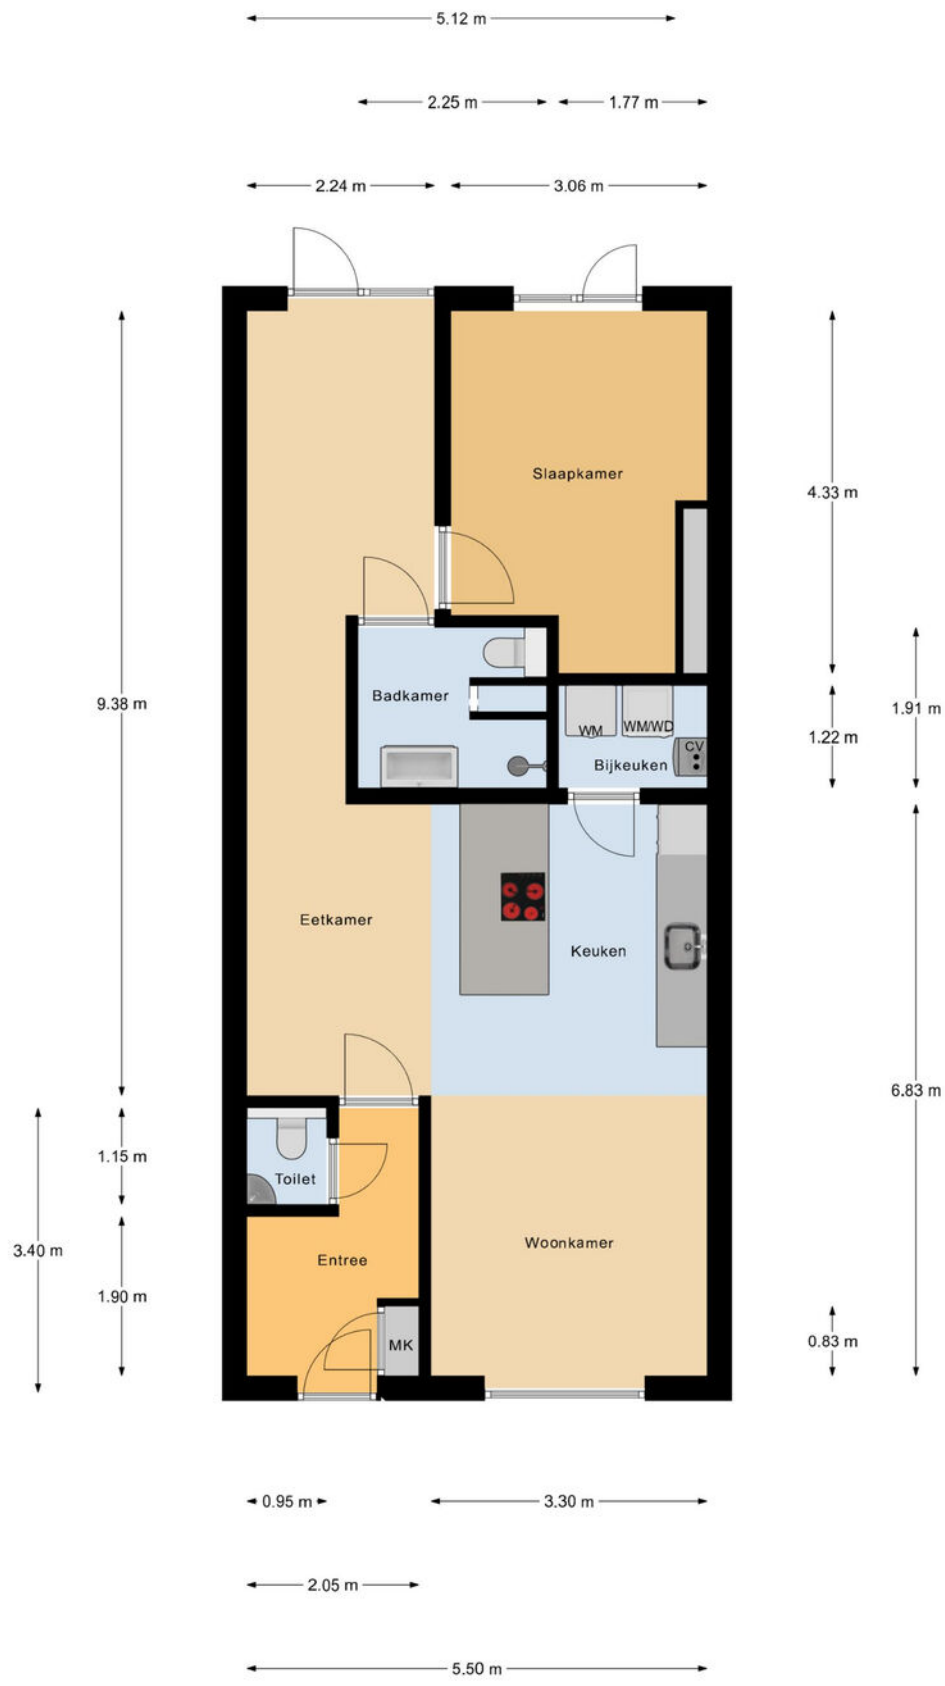 5.12 m
2.25 m
1.77 m
2.24 m
3.06 m
Slaapkamer
4.33 m
9.38 m
Badkamer
1.91 m
WM
WM/WD
1.22 m
CV
Bijkeuken
Eetkamer
Keuken
6.83 m
1.15 m
Toilet
Woonkamer
3.40 m
Entree
1.90 m
MK
0.83 m
0.95 m
3.30 m
2.05 m
5.50 m